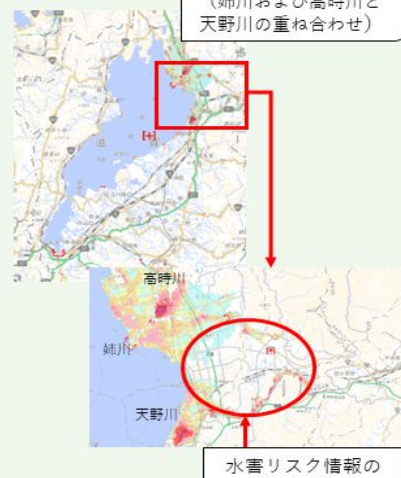 （姉川および高時川と
天野川の重ね合わせ）
高時川
姉川
天野川
水害リスク情報の